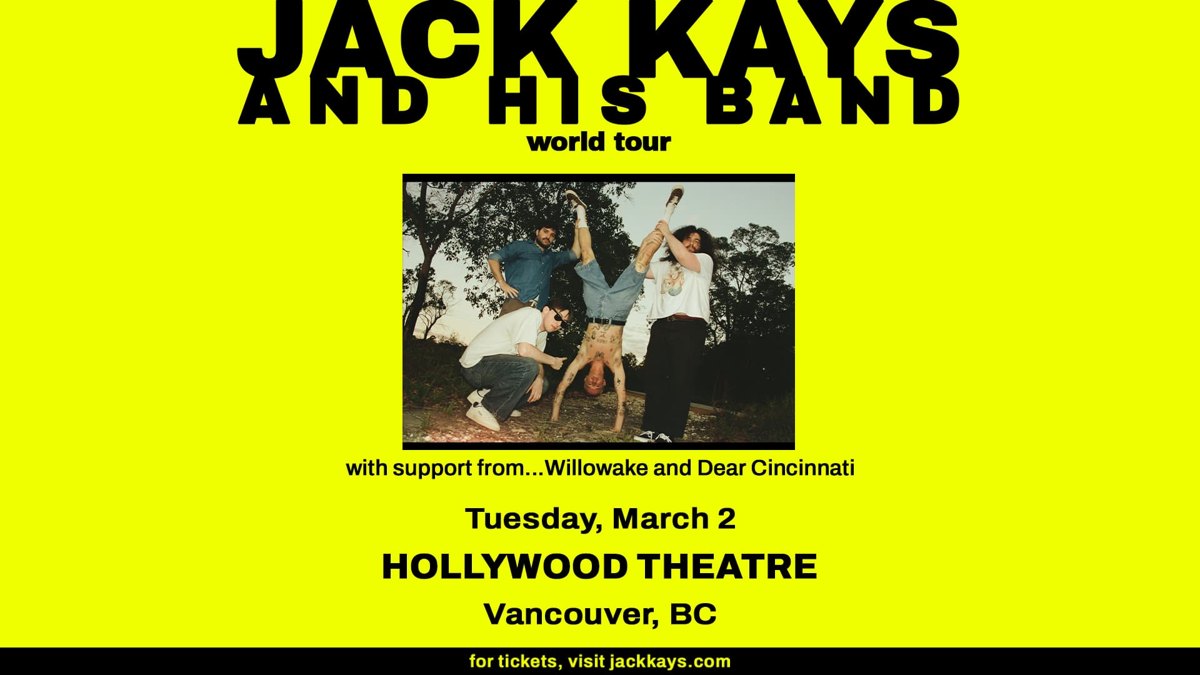 JACK KAYS
AND HIS BAND
world tour
with support from...Willowake and Dear Cincinnati
Tuesday, March 2
HOLLYWOOD THEATRE
Vancouver, BC
for tickets, visit jackkays.com